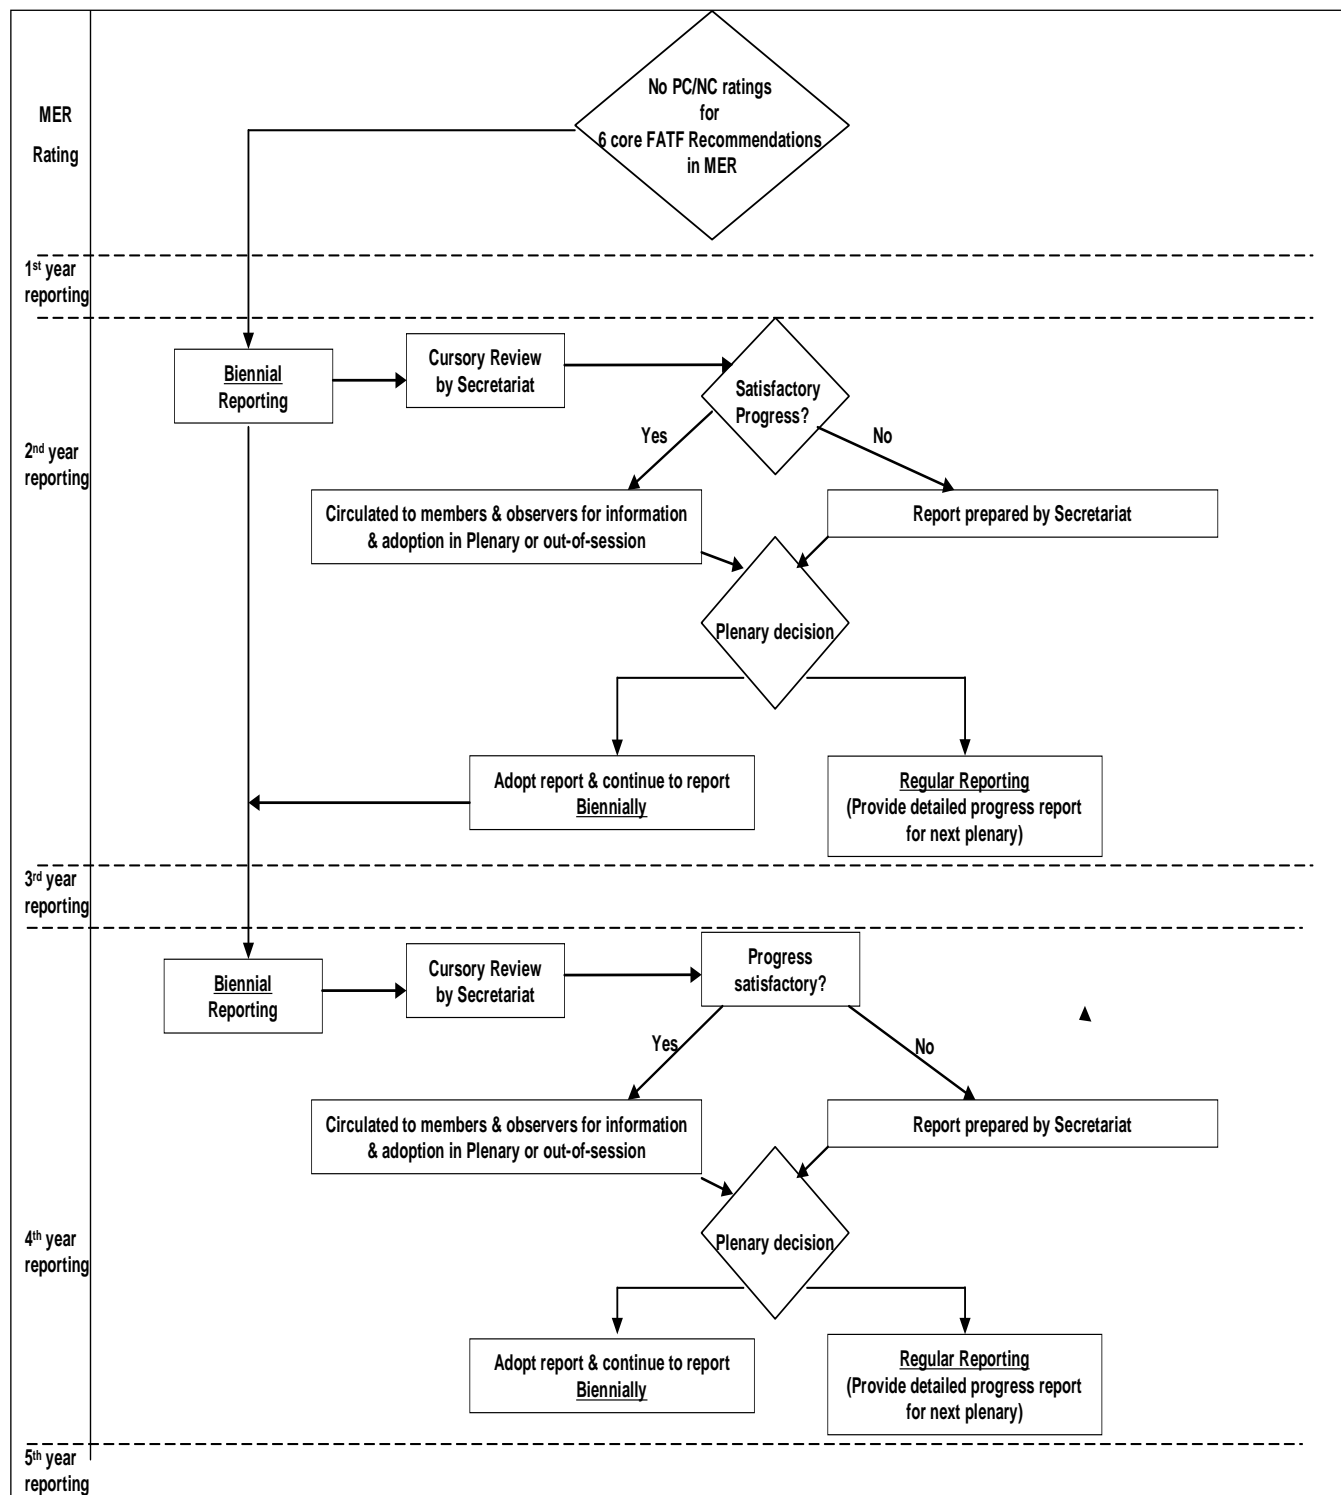 No PC/NC ratings
for
6 core FATF Recommendations
in MER
MER
Rating
1st year
reporting
Biennial
Reporting
Cursory Review
by Secretariat
Satisfactory
Progress?
Yes
No
2nd year
reporting
Circulated to members & observers for information
& adoption in Plenary or out-of-session
Report prepared by Secretariat
Plenary decision
Adopt report & continue to report
Biennially
Regular Reporting
(Provide detailed progress report
for next plenary)
3rd year
reporting
Biennial
Reporting
Cursory Review
by Secretariat
Progress
satisfactory?
Yes
No
Circulated to members & observers for information
& adoption in Plenary or out-of-session
Report prepared by Secretariat
4th year
reporting
Plenary decision
Adopt report & continue to report
Biennially
Regular Reporting
(Provide detailed progress report
for next plenary)
5th year
reporting